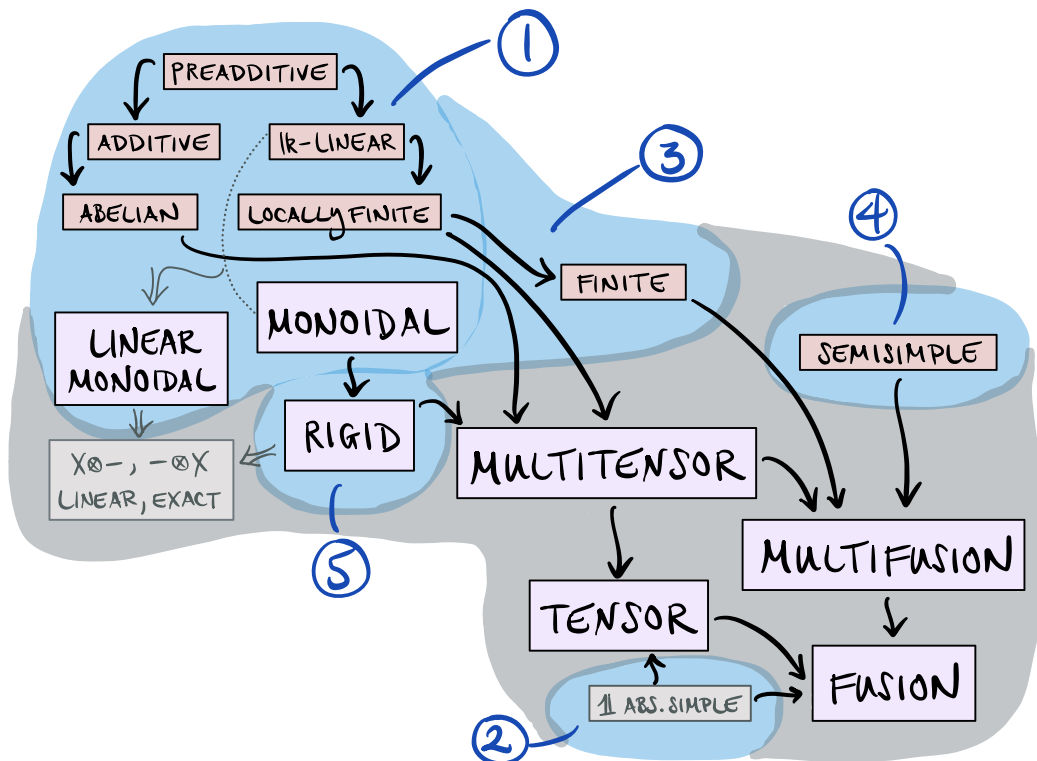 ①
PREADDITIVE
ADDITIVE
𝕜-LINEAR
③
ABELIAN
LOCALLY FINITE
④
FINITE
MONOIDAL
LINEAR
MONOIDAL
SEMISIMPLE
RIGID
X⊗-, -⊗X
LINEAR, EXACT
MULTITENSOR
⑤
MULTIFUSION
TENSOR
FUSION
𝟙 ABS. SIMPLE
②